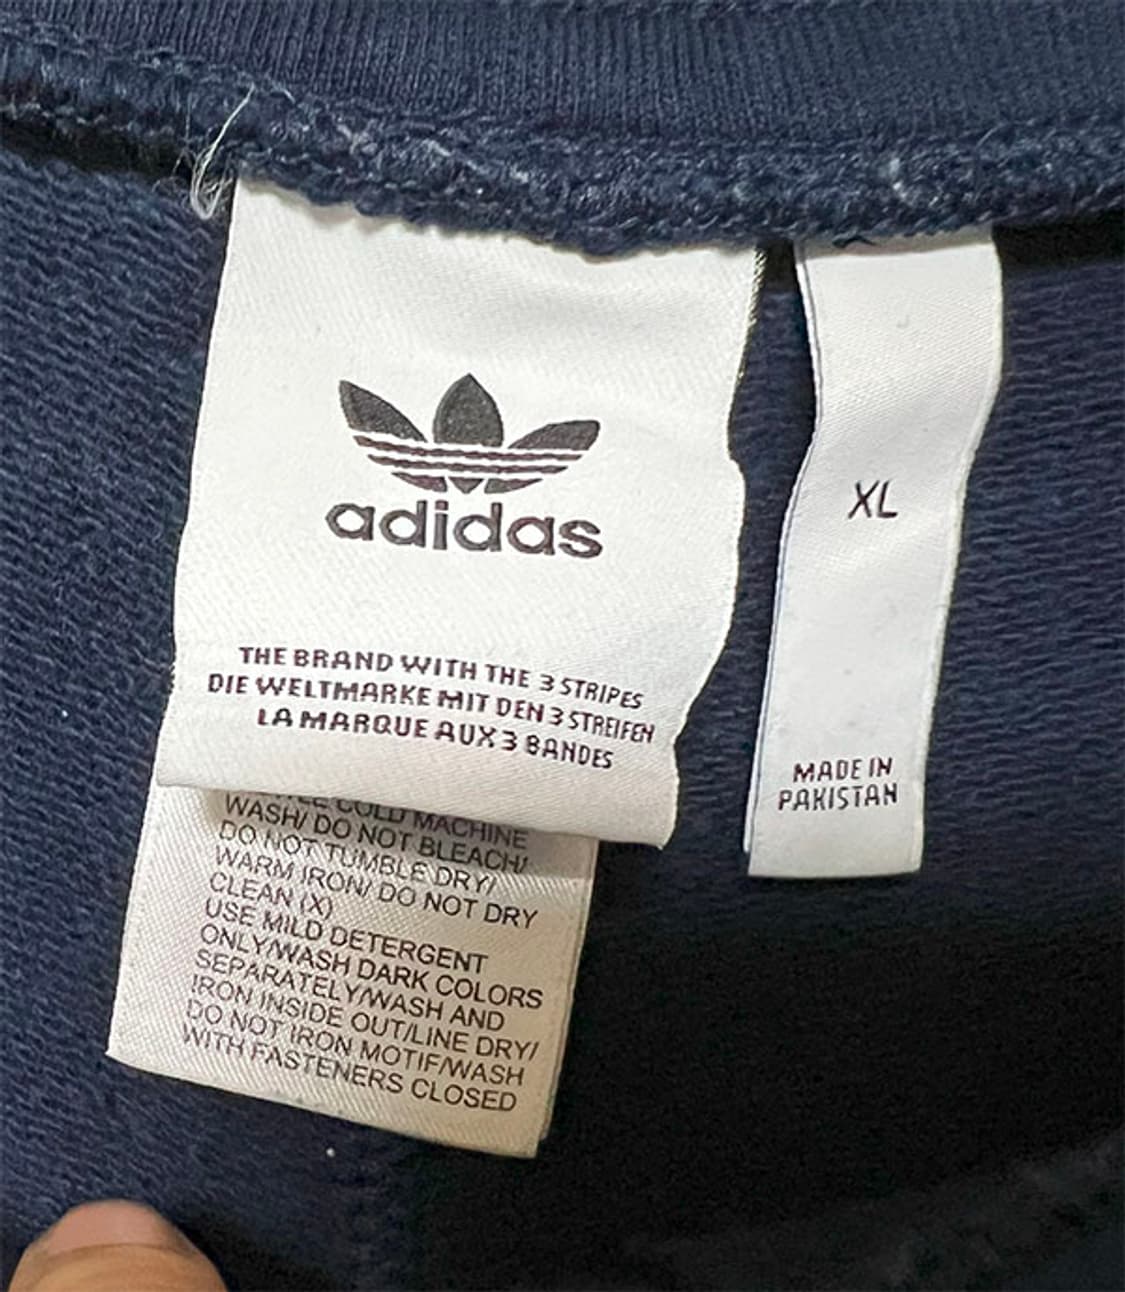 adidas
THE BRAND WITH THE 3 STRIPES
DIE WELTMARKE MIT DEN 3 STREIFEN
LA MARQUE AUX 3 BANDES
COLD MACHINE
WASH/ DO NOT BLEACH/
DO NOT TUMBLE DRY/
WARM IRON/ DO NOT DRY
CLEAN (X)
USE MILD DETERGENT
ONLY/WASH DARK COLORS
SEPARATELY/WASH AND
IRON INSIDE OUT/LINE DRY/
DO NOT IRON MOTIF/WASH
WITH FASTENERS CLOSED
XL
MADE IN
PAKISTAN